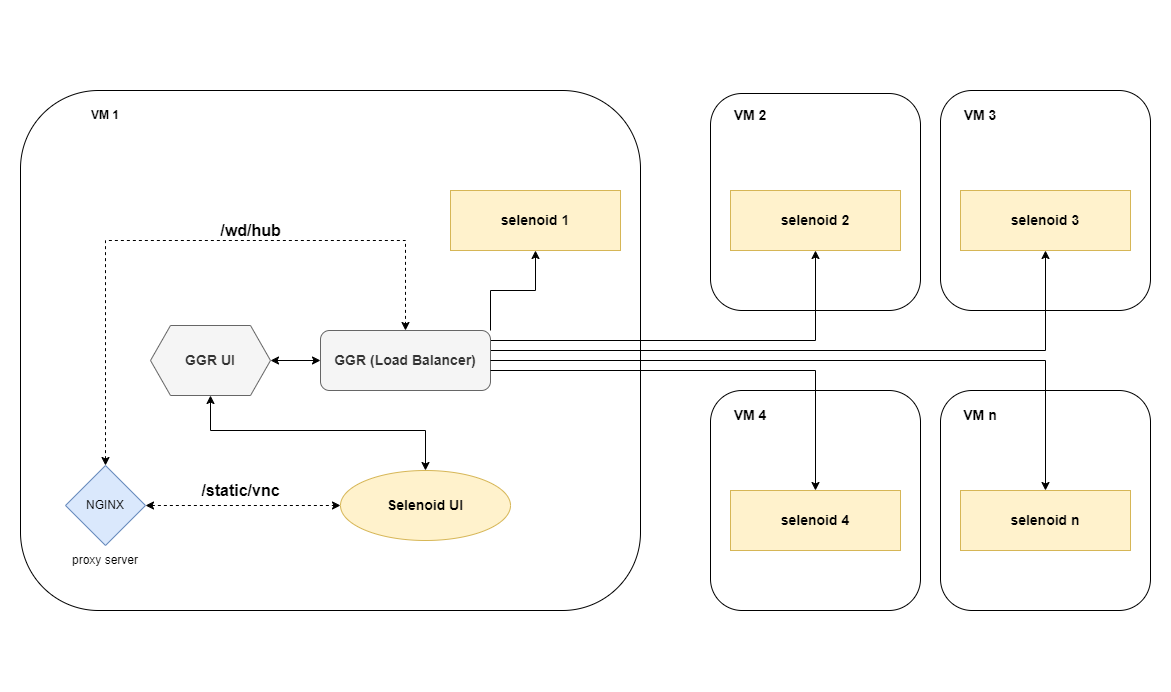 VM 1
VM 2
VM 3
selenoid 1
selenoid 2
selenoid 3
/wd/hub
GGR UI
GGR (Load Balancer)
VM 4
VM n
/static/vnc
NGINX
Selenoid UI
selenoid 4
selenoid n
proxy server